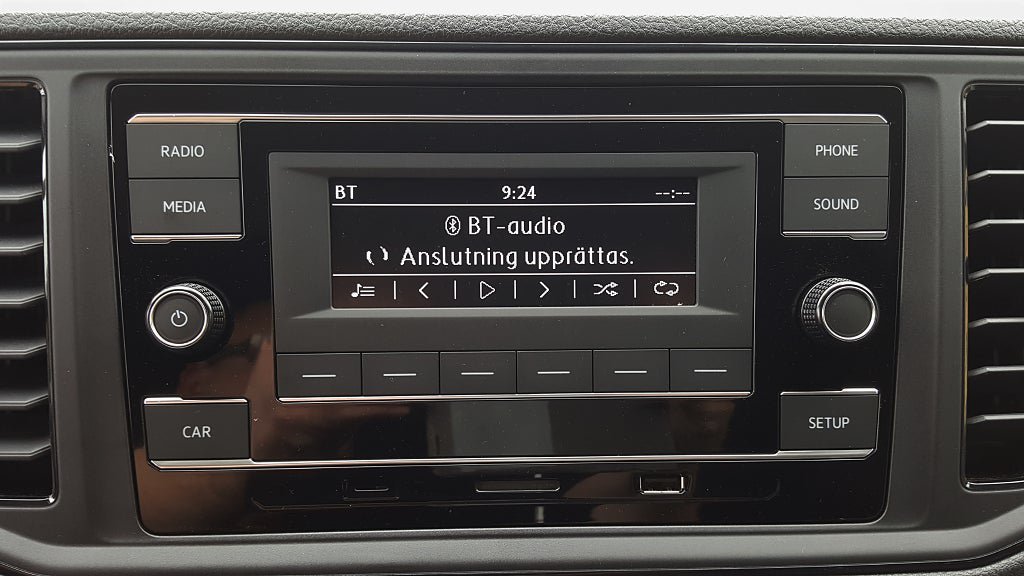 RADIO
MEDIA
PHONE
SOUND
BT 9:24 --:--
BT-audio
Anslutning upprättas.
CAR
SETUP